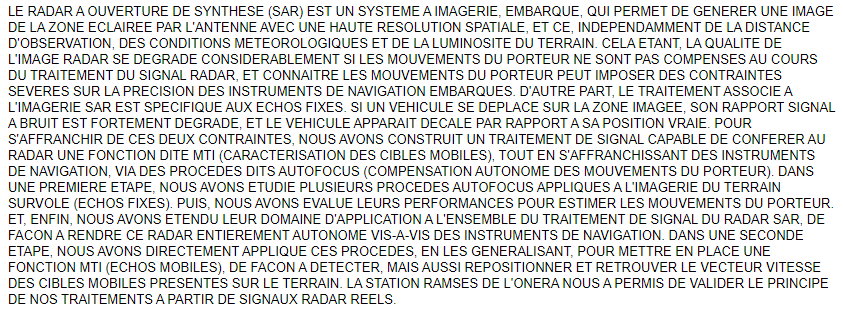 LE RADAR A OUVERTURE DE SYNTHESE (SAR) EST UN SYSTEME A IMAGERIE, EMBARQUE, QUI PERMET DE GENERER UNE IMAGE
DE LA ZONE ECLAIREE PAR L'ANTENNE AVEC UNE HAUTE RESOLUTION SPATIALE, ET CE, INDEPENDAMMENT DE LA DISTANCE
D'OBSERVATION, DES CONDITIONS METEOROLOGIQUES ET DE LA LUMINOSITE DU TERRAIN. CELA ETANT, LA QUALITE DE
L'IMAGE RADAR SE DEGRADE CONSIDERABLEMENT SI LES MOUVEMENTS DU PORTEUR NE SONT PAS COMPENSES AU COURS
DU TRAITEMENT DU SIGNAL RADAR, ET CONNAITRE LES MOUVEMENTS DU PORTEUR PEUT IMPOSER DES CONTRAINTES
SEVERES SUR LA PRECISION DES INSTRUMENTS DE NAVIGATION EMBARQUES. D'AUTRE PART, LE TRAITEMENT ASSOCIE A
L'IMAGERIE SAR EST SPECIFIQUE AUX ECHOS FIXES. SI UN VEHICULE SE DEPLACE SUR LA ZONE IMAGEE, SON RAPPORT SIGNAL
A BRUIT EST FORTEMENT DEGRADE, ET LE VEHICULE APPARAIT DECALE PAR RAPPORT A SA POSITION VRAIE. POUR
S'AFFRANCHIR DE CES DEUX CONTRAINTES, NOUS AVONS CONSTRUIT UN TRAITEMENT DE SIGNAL CAPABLE DE CONFERER AU
RADAR UNE FONCTION DITE MTI (CARACTERISATION DES CIBLES MOBILES), TOUT EN S'AFFRANCHISSANT DES INSTRUMENTS
DE NAVIGATION, VIA DES PROCEDES DITS AUTOFOCUS (COMPENSATION AUTONOME DES MOUVEMENTS DU PORTEUR). DANS
UNE PREMIERE ETAPE, NOUS AVONS ETUDIE PLUSIEURS PROCEDES AUTOFOCUS APPLIQUES A L'IMAGERIE DU TERRAIN
SURVOLE (ECHOS FIXES). PUIS, NOUS AVONS EVALUE LEURS PERFORMANCES POUR ESTIMER LES MOUVEMENTS DU PORTEUR.
ET, ENFIN, NOUS AVONS ETENDU LEUR DOMAINE D'APPLICATION A L'ENSEMBLE DU TRAITEMENT DE SIGNAL DU RADAR SAR, DE
FACON A RENDRE CE RADAR ENTIEREMENT AUTONOME VIS-A-VIS DES INSTRUMENTS DE NAVIGATION. DANS UNE SECONDE
ETAPE, NOUS AVONS DIRECTEMENT APPLIQUE CES PROCEDES, EN LES GENERALISANT, POUR METTRE EN PLACE UNE
FONCTION MTI (ECHOS MOBILES), DE FACON A DETECTER, MAIS AUSSI REPOSITIONNER ET RETROUVER LE VECTEUR VITESSE
DES CIBLES MOBILES PRESENTES SUR LE TERRAIN. LA STATION RAMSES DE L'ONERA NOUS A PERMIS DE VALIDER LE PRINCIPE
DE NOS TRAITEMENTS A PARTIR DE SIGNAUX RADAR REELS.